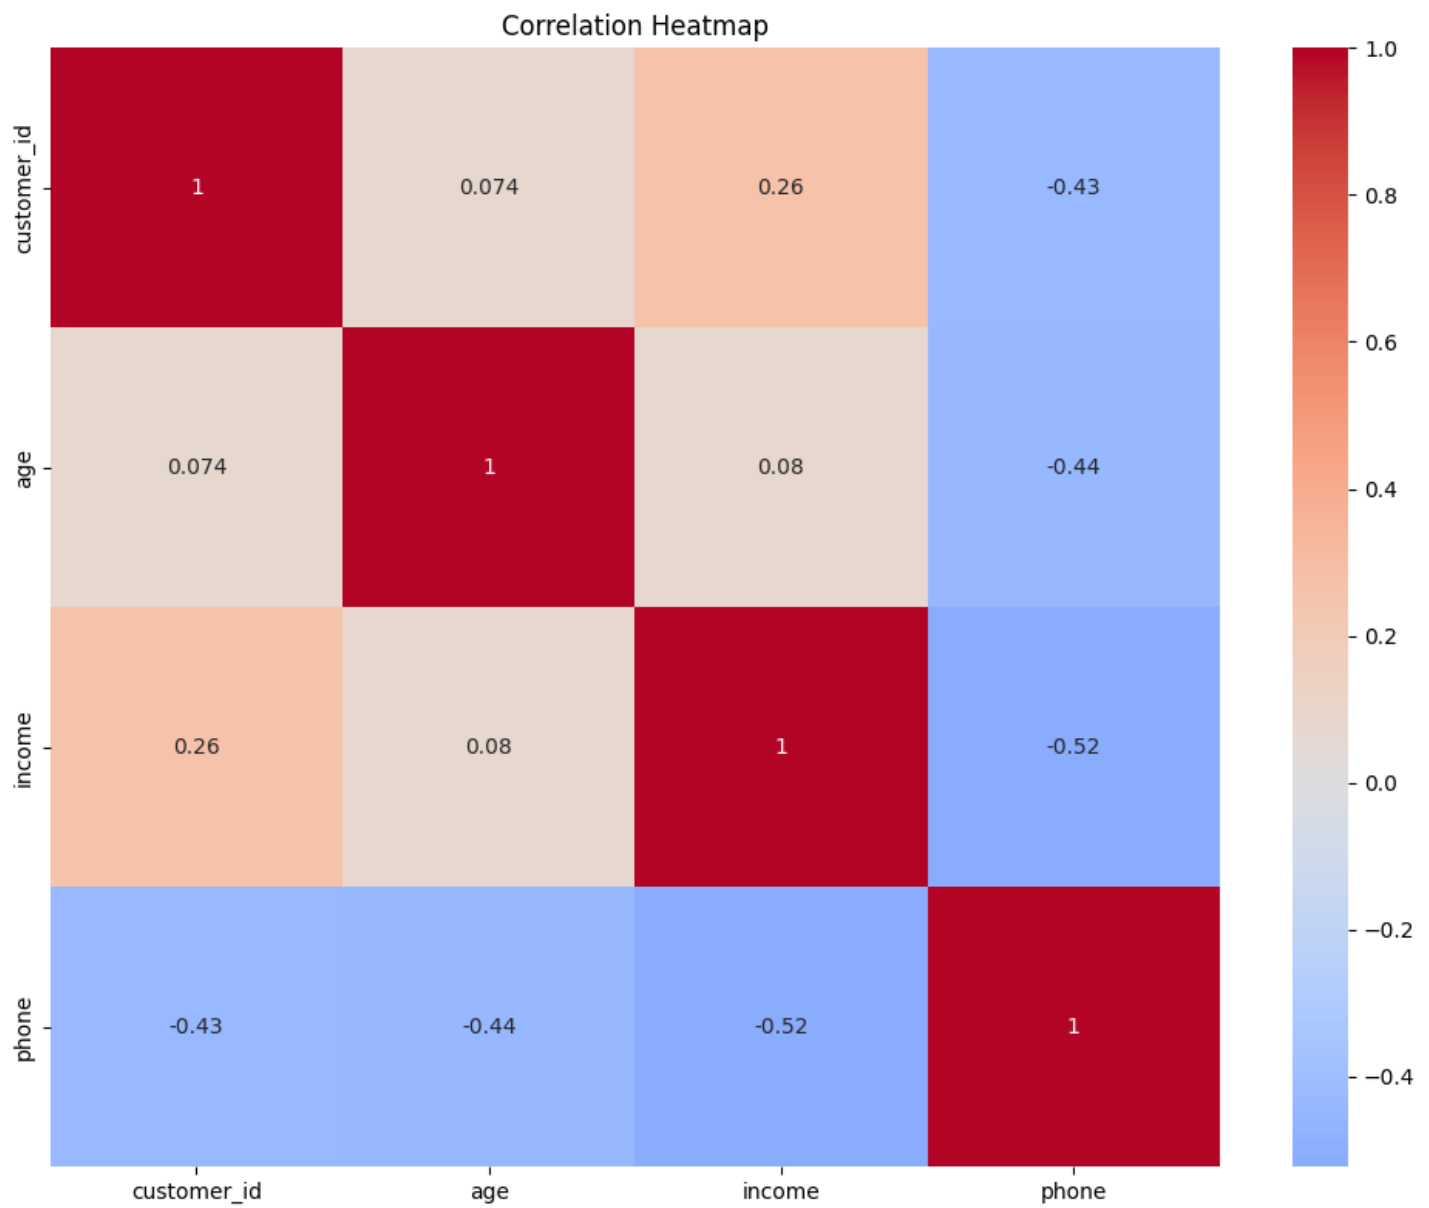 Correlation Heatmap
customer_id 1 0.074 0.26 -0.43
age 0.074 1 0.08 -0.44
income 0.26 0.08 1 -0.52
phone -0.43 -0.44 -0.52 1
customer_id age income phone
1.0
0.8
0.6
0.4
0.2
0.0
−0.2
−0.4